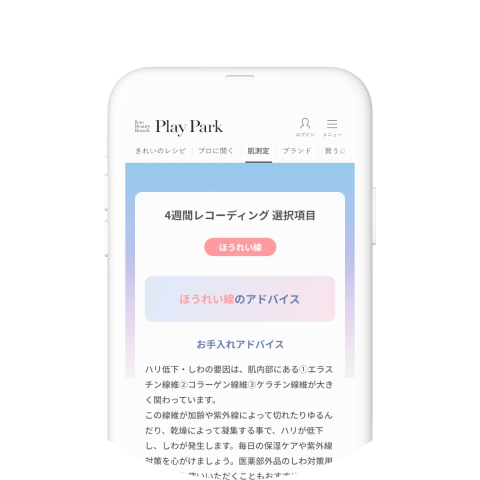 Kao
Beauty
Brands
Play Park
ログイン
メニュー
きれいのレシピ
プロに聞く
肌測定
ブランド
買う
4週間レコーディング 選択項目
ほうれい線
ほうれい線のアドバイス
お手入れアドバイス
ハリ低下・しわの要因は、肌内部にある①エラス
チン線維②コラーゲン線維③ケラチン線維が大き
く関わっています。
この線維が加齢や紫外線によって切れたりゆるん
だり、乾燥によって凝集する事で、ハリが低下
し、しわが発生します。毎日の保湿ケアや紫外線
対策を心がけましょう。医薬部外品のしわ対策用
いただくこともおすす